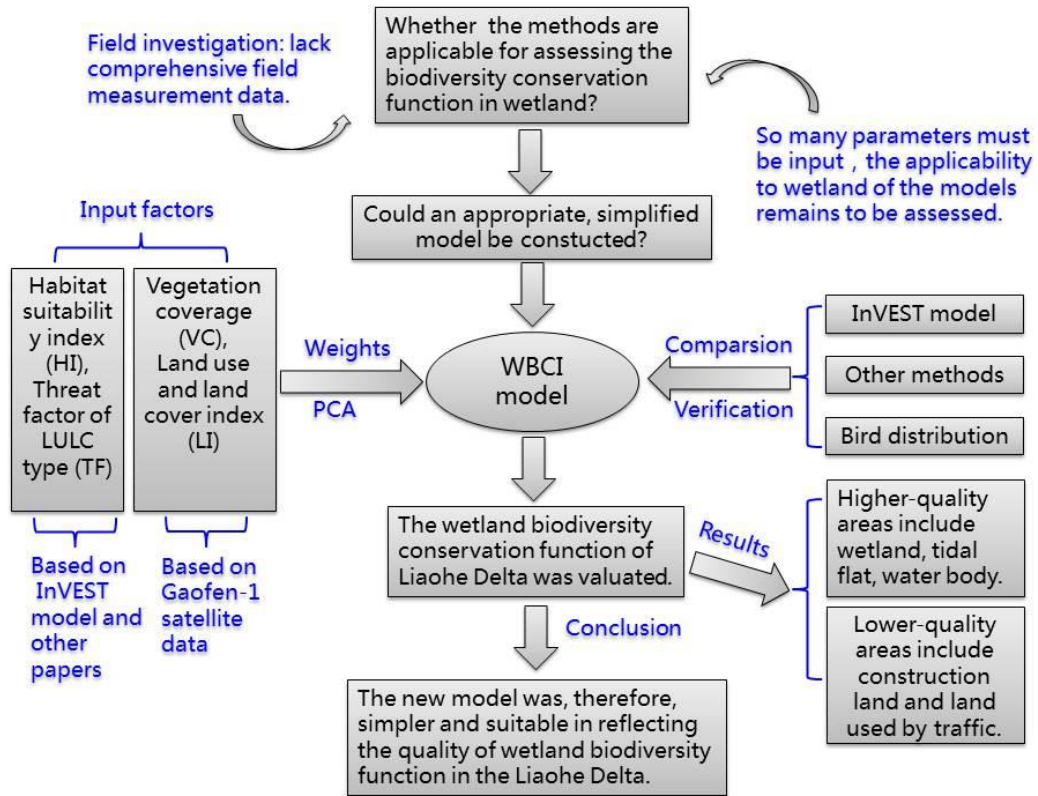 Field investigation: lack
comprehensive field
measurement data.
Whether the methods are
applicable for assessing the
biodiversity conservation
function in wetland?
So many parameters must
be input , the applicability
to wetland of the models
remains to be assessed.
Could an appropriate, simplified
model be constucted?
Input factors
Habitat
suitabilit
y index
(HI),
Threat
factor of
LULC
type (TF)
Vegetation
coverage
(VC),
Land use
and land
cover index
(LI)
Based on
InVEST
model and
other
papers
Based on
Gaofen-1
satellite
data
Weights
PCA
WBCI
model
Comparsion
Verification
InVEST model
Other methods
Bird distribution
The wetland biodiversity
conservation function of
Liaohe Delta was valuated.
Results
Higher-quality
areas include
wetland, tidal
flat, water body.
Lower-quality
areas include
construction
land and land
used by traffic.
Conclusion
The new model was, therefore,
simpler and suitable in reflecting
the quality of wetland biodiversity
function in the Liaohe Delta.